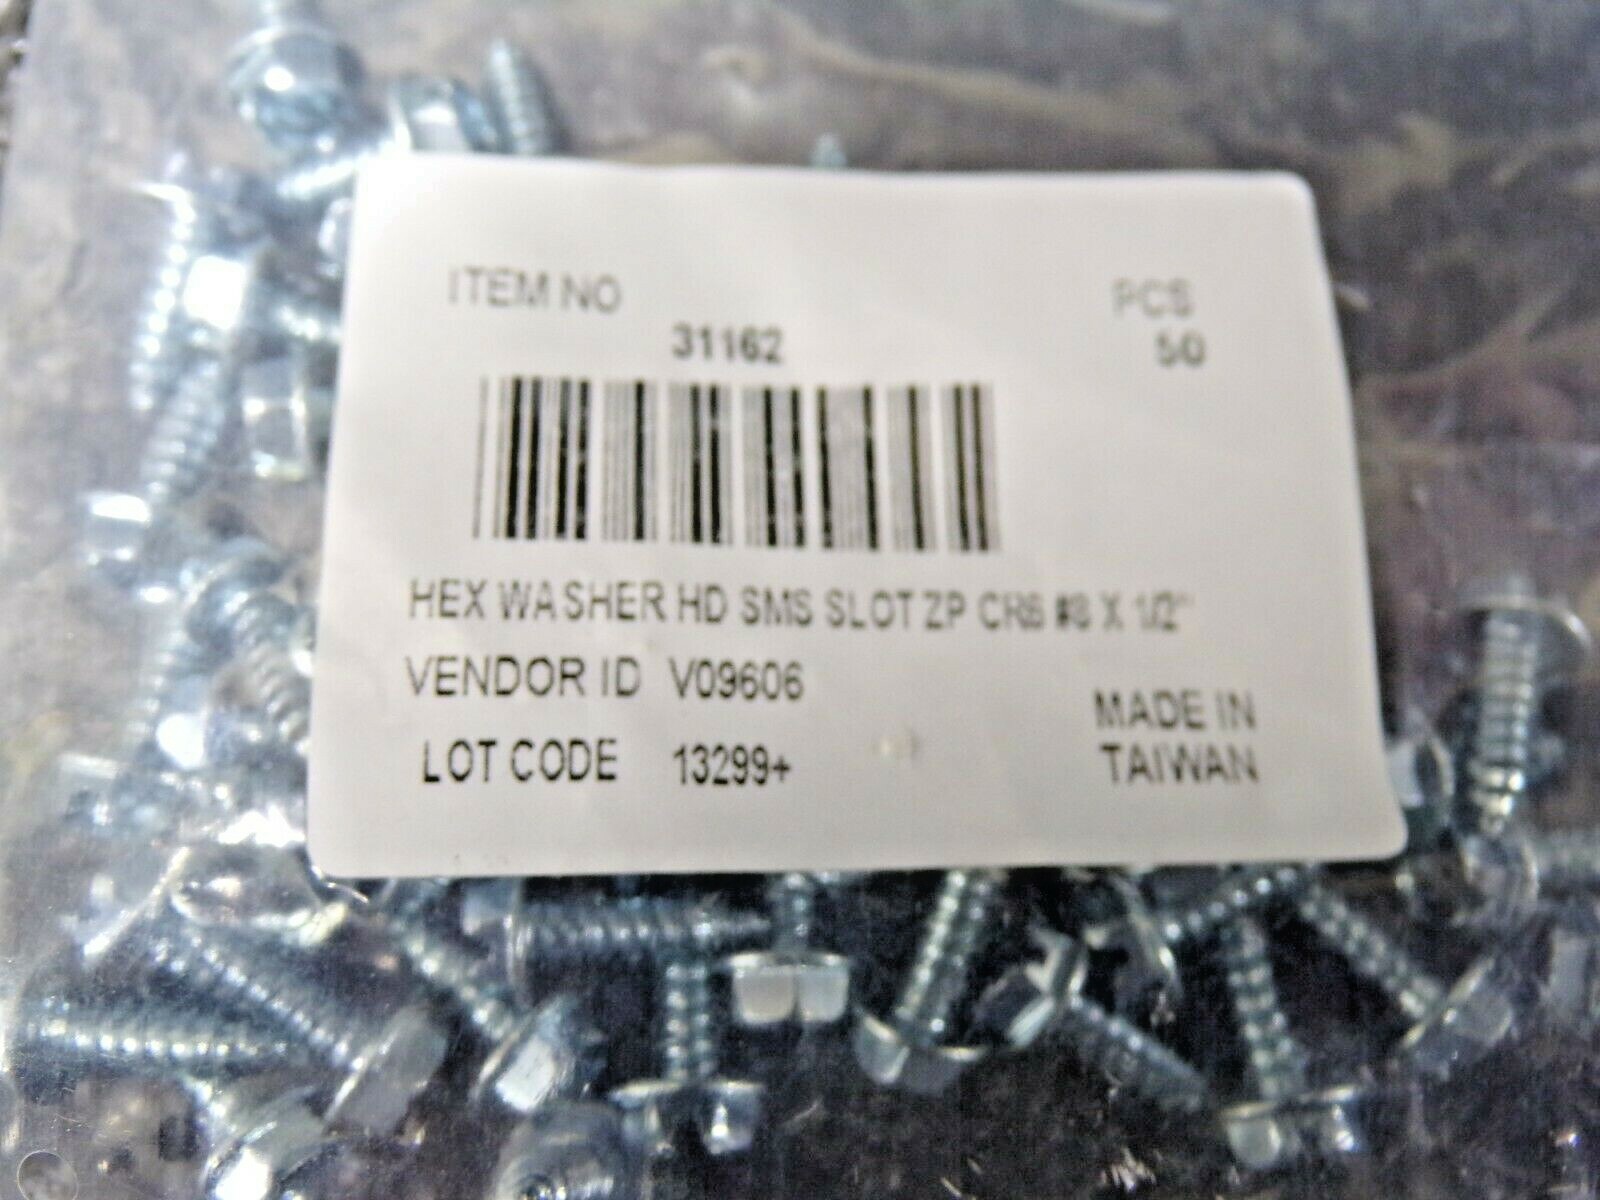 ITEM NO
PCS
31162
50
HEX WASHER HD SMS SLOT ZP CR6 #8 X 1/2"
VENDOR ID V09606
LOT CODE 13299+
MADE IN
TAIWAN